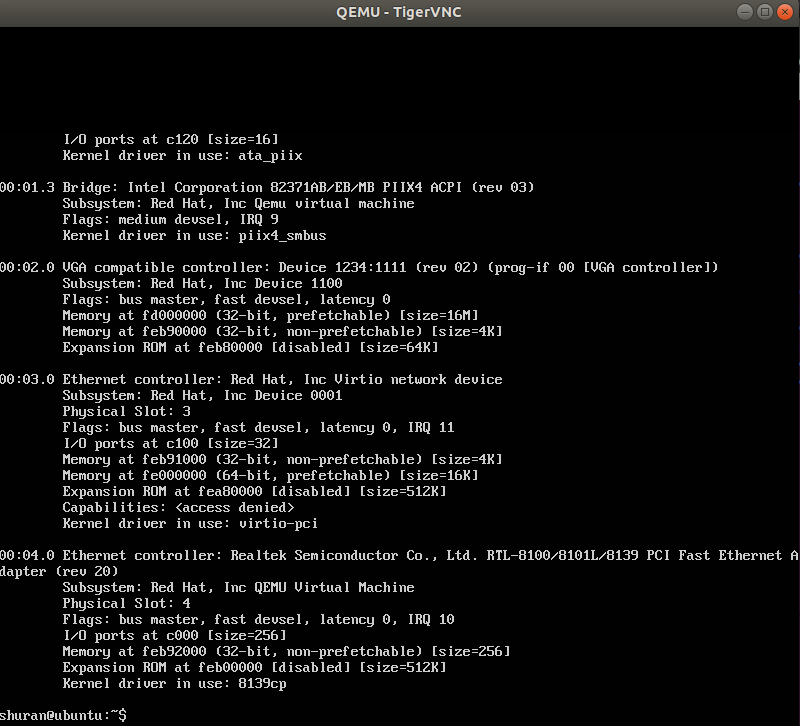 QEMU - TigerVNC
I/O ports at c120 [size=16]
Kernel driver in use: ata_piix
00:01.3 Bridge: Intel Corporation 82371AB/EB/MB PIIX4 ACPI (rev 03)
Subsystem: Red Hat, Inc Qemu virtual machine
Flags: medium devsel, IRQ 9
Kernel driver in use: piix4_smbus
00:02.0 VGA compatible controller: Device 1234:1111 (rev 02) (prog-if 00 [VGA controller])
Subsystem: Red Hat, Inc Device 1100
Flags: bus master, fast devsel, latency 0
Memory at fd000000 (32-bit, prefetchable) [size=16M]
Memory at feb90000 (32-bit, non-prefetchable) [size=4K]
Expansion ROM at feb80000 [disabled] [size=64K]
00:03.0 Ethernet controller: Red Hat, Inc Virtio network device
Subsystem: Red Hat, Inc Device 0001
Physical Slot: 3
Flags: bus master, fast devsel, latency 0, IRQ 11
I/O ports at c100 [size=32]
Memory at feb91000 (32-bit, non-prefetchable) [size=4K]
Memory at fe000000 (64-bit, prefetchable) [size=16K]
Expansion ROM at fea80000 [disabled] [size=512K]
Capabilities: <access denied>
Kernel driver in use: virtio-pci
00:04.0 Ethernet controller: Realtek Semiconductor Co., Ltd. RTL-8100/8101L/8139 PCI Fast Ethernet A
dapter (rev 20)
Subsystem: Red Hat, Inc QEMU Virtual Machine
Physical Slot: 4
Flags: bus master, fast devsel, latency 0, IRQ 10
I/O ports at c000 [size=256]
Memory at feb92000 (32-bit, non-prefetchable) [size=256]
Expansion ROM at feb00000 [disabled] [size=512K]
Kernel driver in use: 8139cp
shuran@ubuntu:~$